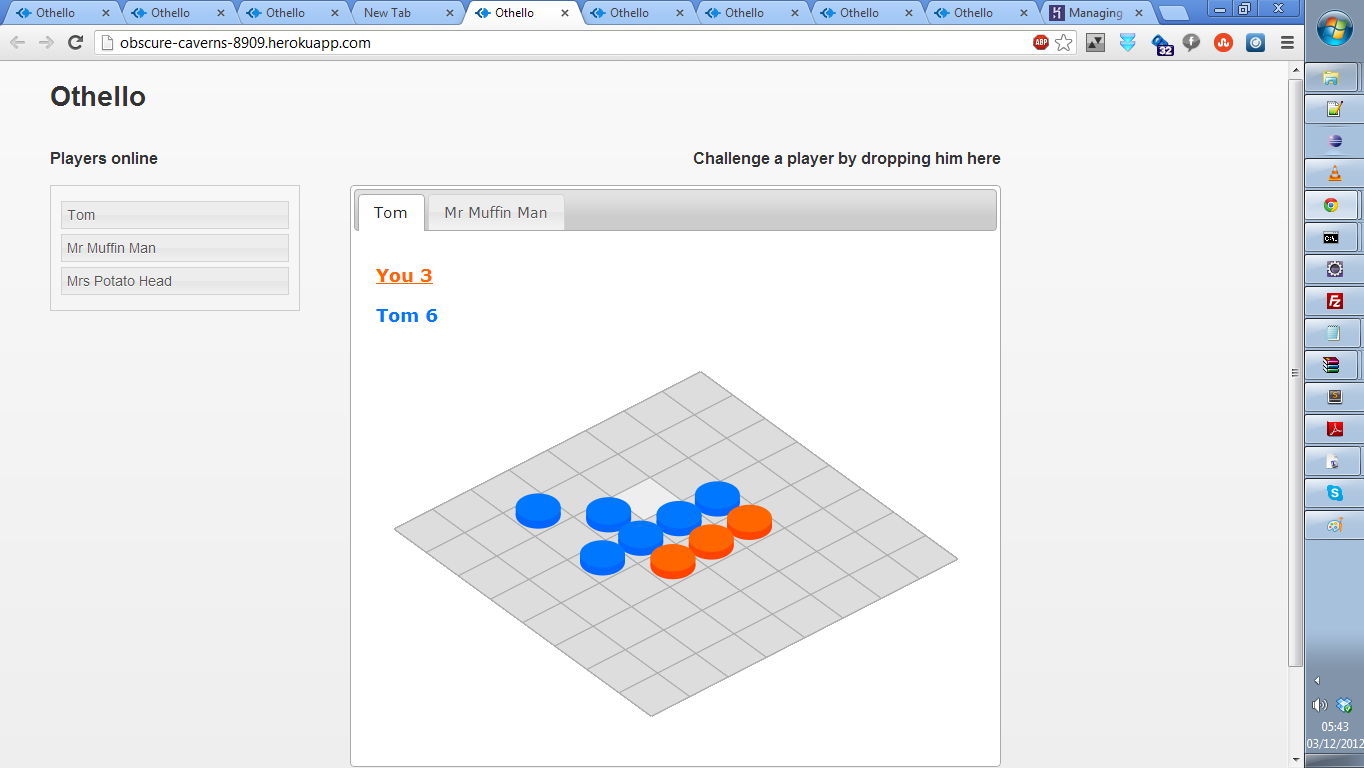 Othello Othello Othello New Tab Othello Othello Othello Othello Othello Managing
obscure-caverns-8909.herokuapp.com ABP 32
Othello
Players online
Challenge a player by dropping him here
Tom
Mr Muffin Man
Mrs Potato Head
Tom Mr Muffin Man
You 3
Tom 6
C:\.
Fz
S
05:43
03/12/2012